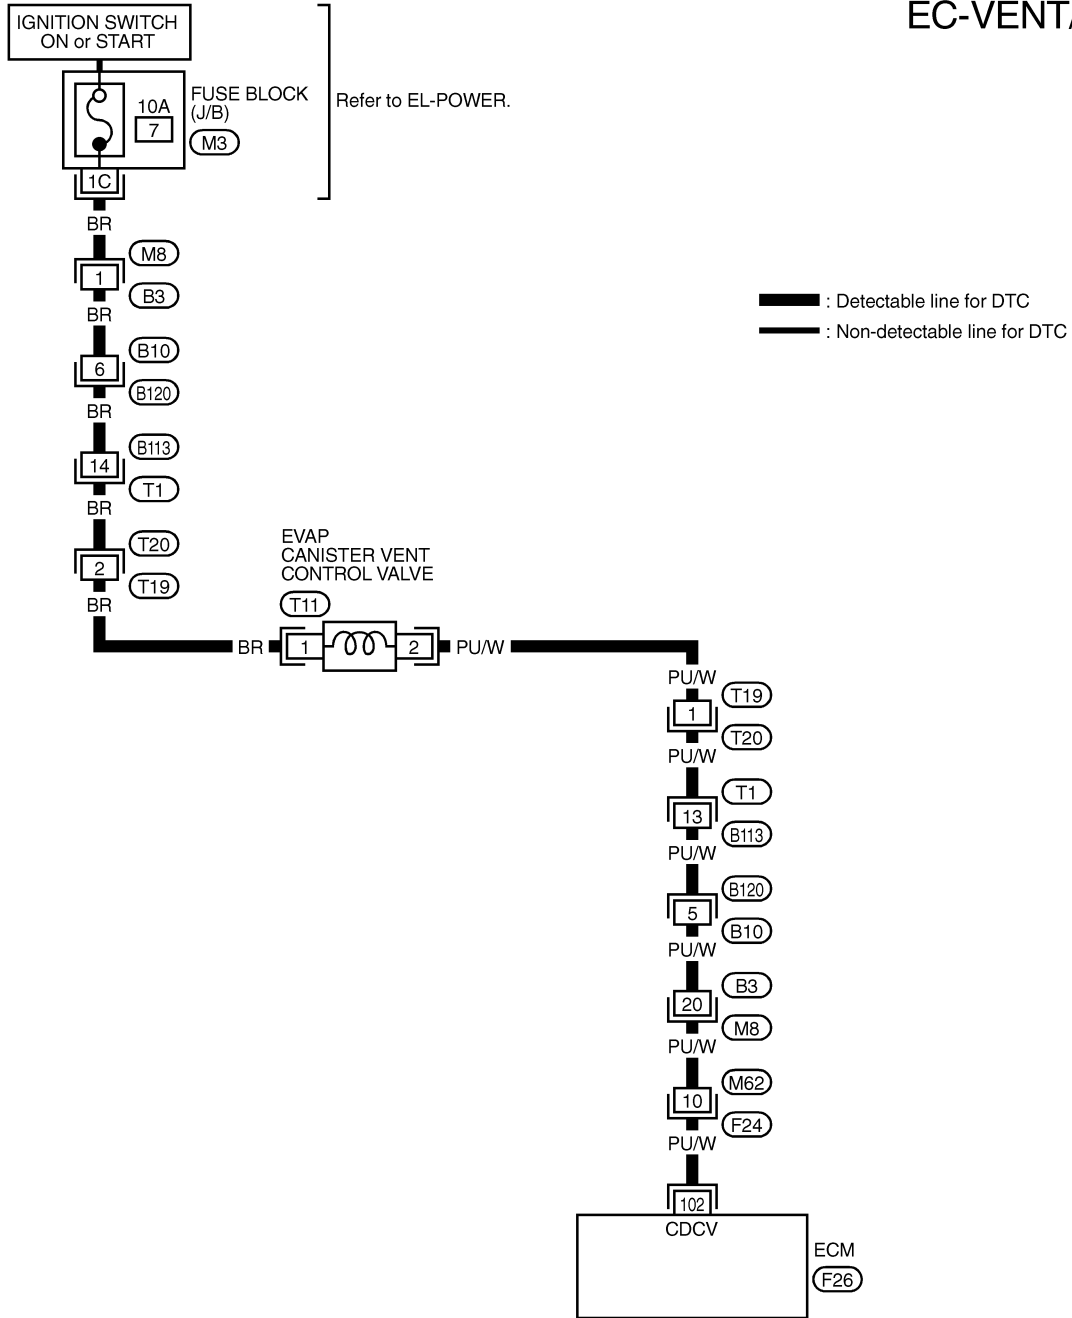 EC-VENT/
IGNITION SWITCH
ON or START
10A
7
FUSE BLOCK
(J/B)
M3
Refer to EL-POWER.
1C
BR
M8
1
B3
BR
B10
6
B120
BR
B113
14
T1
BR
T20
2
T19
BR
: Detectable line for DTC
: Non-detectable line for DTC
EVAP
CANISTER VENT
CONTROL VALVE
T11
BR
1
2
PU/W
PU/W
T19
1
T20
PU/W
T1
13
B113
PU/W
B120
5
B10
PU/W
B3
20
M8
PU/W
M62
10
F24
PU/W
102
CDCV
ECM
F26